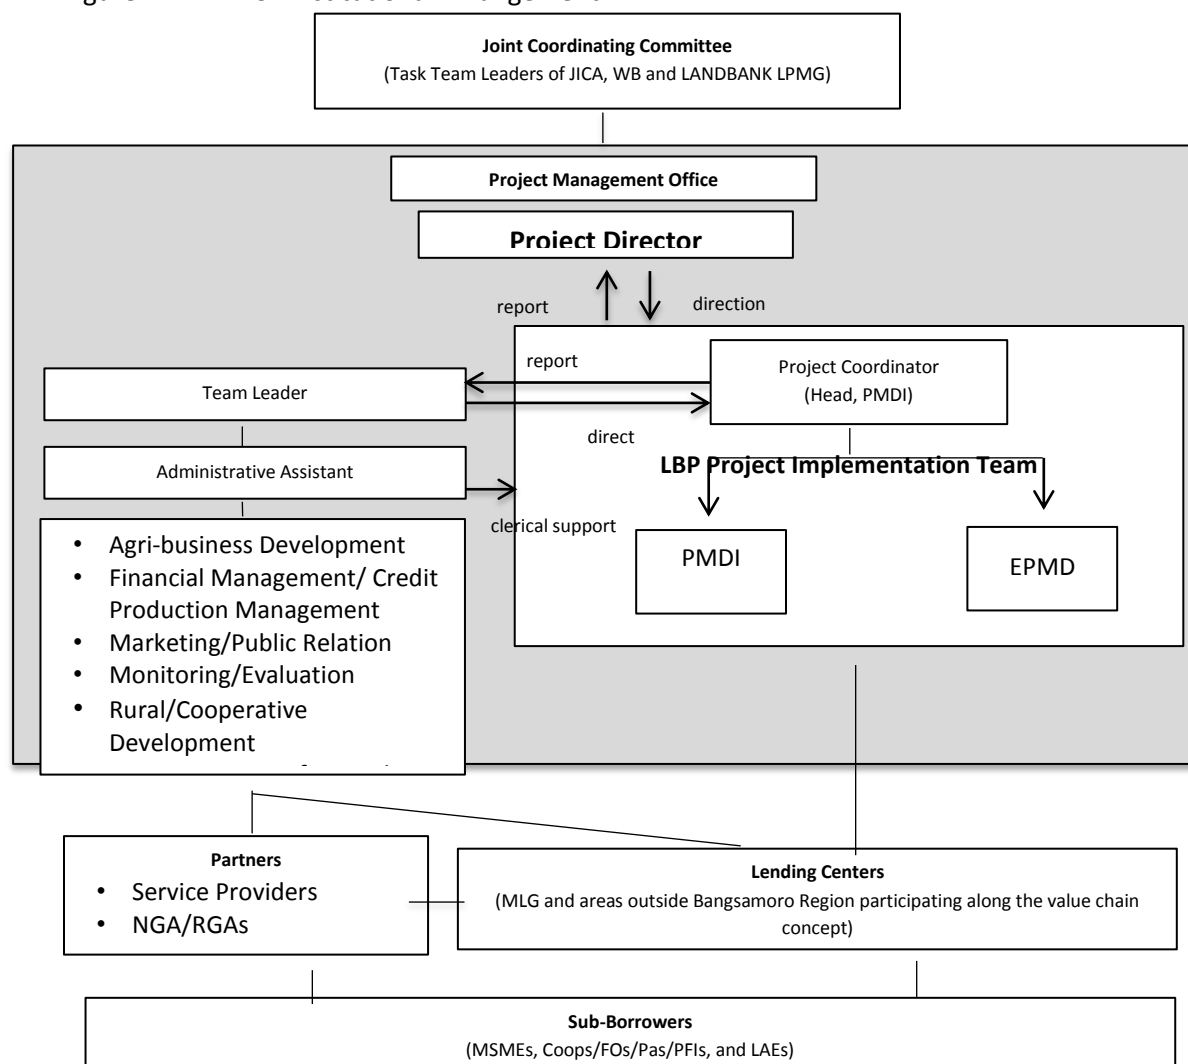 Joint Coordinating Committee
(Task Team Leaders of JICA, WB and LANDBANK LPMG)
Project Management Office
Project Director
report
direction
report
Project Coordinator
(Head, PMDI)
Team Leader
direct
LBP Project Implementation Team
Administrative Assistant
clerical support
• Agri-business Development
• Financial Management/ Credit
Production Management
• Marketing/Public Relation
• Monitoring/Evaluation
• Rural/Cooperative
Development
PMDI
EPMD
Partners
• Service Providers
• NGA/RGAs
Lending Centers
(MLG and areas outside Bangsamoro Region participating along the value chain
concept)
Sub-Borrowers
(MSMEs, Coops/FOs/Pas/PFIs, and LAEs)